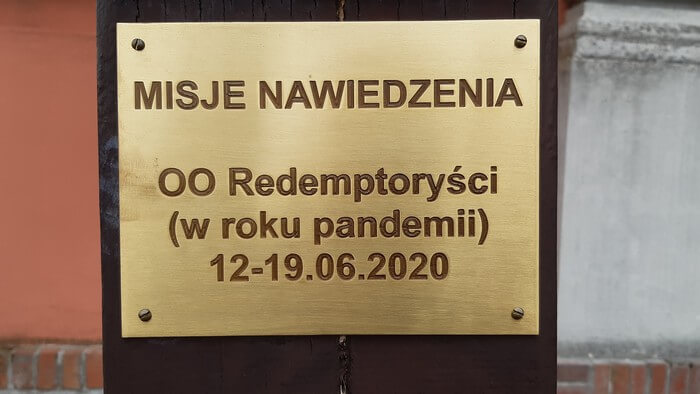 MISJE NAWIEDZENIA
OO Redemptoryści
(w roku pandemii)
12-19.06.2020